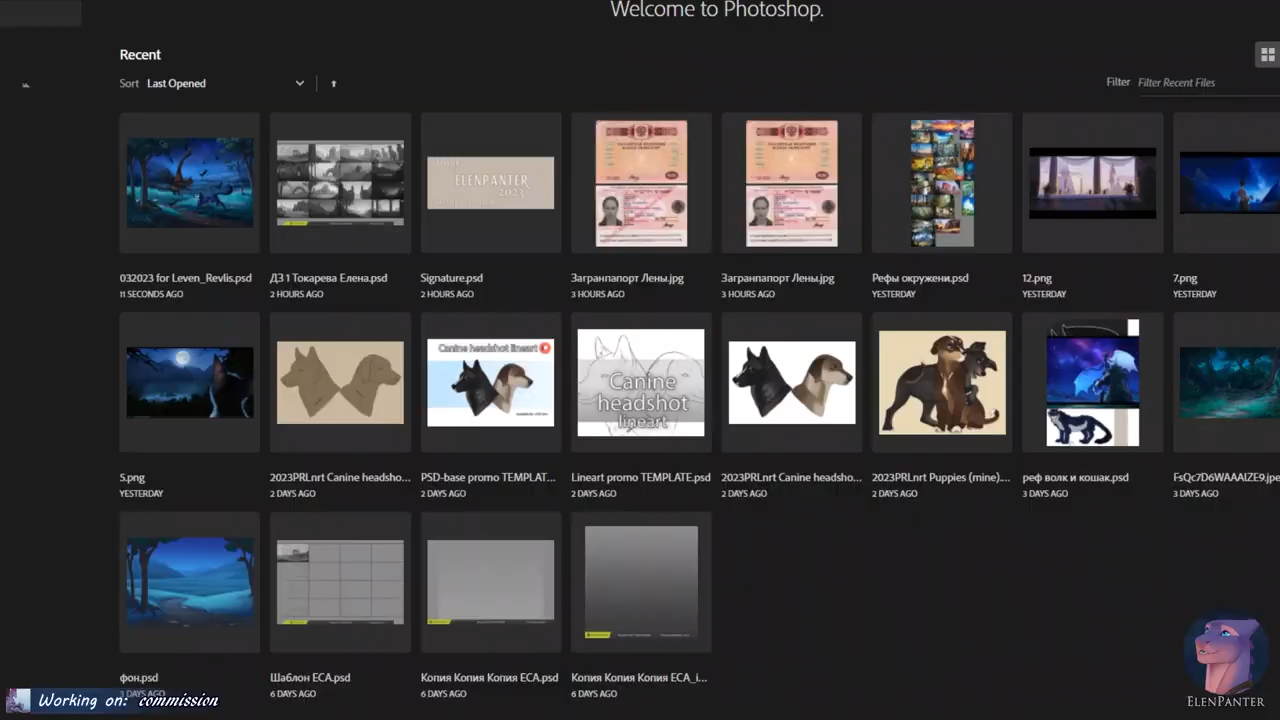 Welcome to Photoshop.
Recent
Sort Last Opened
Filter Filter Recent Files
ELENPANTER
2023
032023 for Leven_Revlis.psd
11 SECONDS AGO
ДЗ 1 Токарева Елена.psd
2 HOURS AGO
Signature.psd
2 HOURS AGO
Загранпапорт Лены.jpg
3 HOURS AGO
Загранпапорт Лены.jpg
3 HOURS AGO
Рефы окружени.psd
YESTERDAY
12.png
YESTERDAY
7.png
YESTERDAY
Canine headshot lineart
Canine
headshot
lineart
5.png
YESTERDAY
2023PRLnrt Canine headsho...
2 DAYS AGO
PSD-base promo TEMPLAT...
2 DAYS AGO
Lineart promo TEMPLATE.psd
2 DAYS AGO
2023PRLnrt Canine headsho...
2 DAYS AGO
2023PRLnrt Puppies (mine)....
2 DAYS AGO
реф волк и кошак.psd
3 DAYS AGO
FsQc7D6WAAAIZE9.jpe
3 DAYS AGO
фон.psd
3 DAYS AGO
Шаблон ECA.psd
6 DAYS AGO
Копия Копия Копия ECA.psd
6 DAYS AGO
Копия Копия Копия ECA_i...
6 DAYS AGO
Working on: commission
ELENPANTER